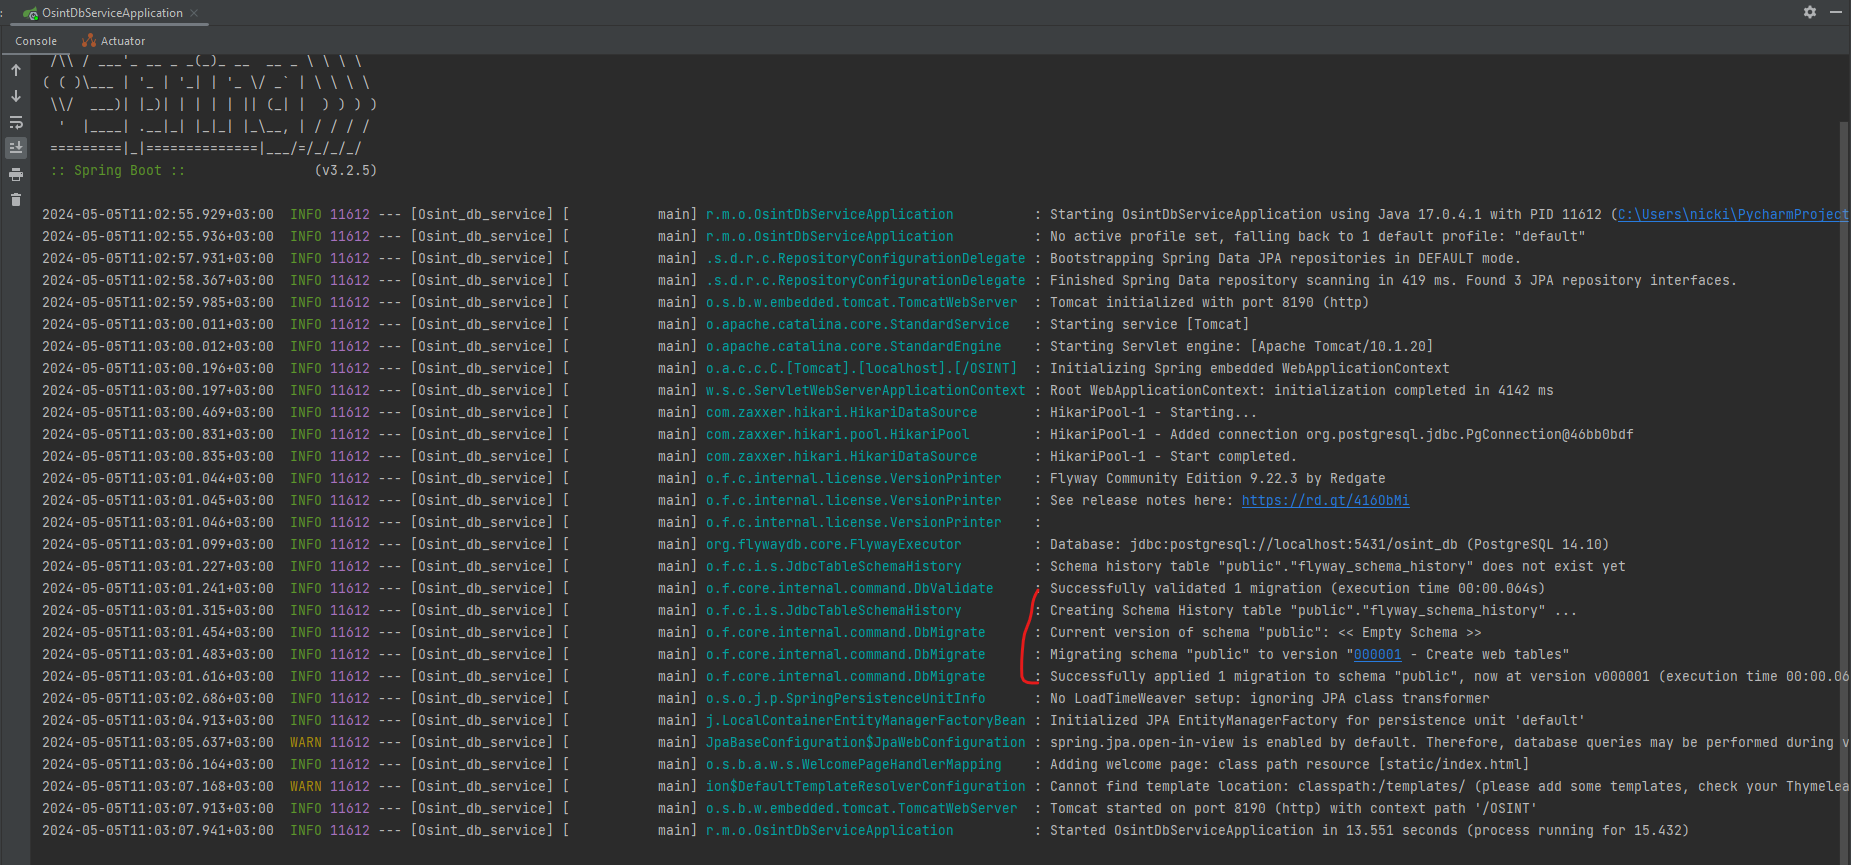 OsintDbServiceApplication
Console Actuator
 /\\ / ___'_ __ _ _(_)_ __  __ _ \ \ \ \
( ( )\___ | '_ | '_| | '_ \/ _` | \ \ \ \
 \\/  ___)| |_)| | | | | || (_| |  ) ) ) )
  '  |____| .__|_| |_|_| |_\__, | / / / /
 =========|_|==============|___/=/_/_/_/
 :: Spring Boot ::                (v3.2.5)
2024-05-05T11:02:55.929+03:00  INFO 11612 --- [Osint_db_service] [           main] r.m.o.OsintDbServiceApplication          : Starting OsintDbServiceApplication using Java 17.0.4.1 with PID 11612 (C:\Users\nicki\PycharmProject
2024-05-05T11:02:55.936+03:00  INFO 11612 --- [Osint_db_service] [           main] r.m.o.OsintDbServiceApplication          : No active profile set, falling back to 1 default profile: "default"
2024-05-05T11:02:57.931+03:00  INFO 11612 --- [Osint_db_service] [           main] .s.d.r.c.RepositoryConfigurationDelegate : Bootstrapping Spring Data JPA repositories in DEFAULT mode.
2024-05-05T11:02:58.367+03:00  INFO 11612 --- [Osint_db_service] [           main] .s.d.r.c.RepositoryConfigurationDelegate : Finished Spring Data repository scanning in 419 ms. Found 3 JPA repository interfaces.
2024-05-05T11:02:59.985+03:00  INFO 11612 --- [Osint_db_service] [           main] o.s.b.w.embedded.tomcat.TomcatWebServer  : Tomcat initialized with port 8190 (http)
2024-05-05T11:03:00.011+03:00  INFO 11612 --- [Osint_db_service] [           main] o.apache.catalina.core.StandardService   : Starting service [Tomcat]
2024-05-05T11:03:00.012+03:00  INFO 11612 --- [Osint_db_service] [           main] o.apache.catalina.core.StandardEngine    : Starting Servlet engine: [Apache Tomcat/10.1.20]
2024-05-05T11:03:00.196+03:00  INFO 11612 --- [Osint_db_service] [           main] o.a.c.c.C.[Tomcat].[localhost].[/OSINT]  : Initializing Spring embedded WebApplicationContext
2024-05-05T11:03:00.197+03:00  INFO 11612 --- [Osint_db_service] [           main] w.s.c.ServletWebServerApplicationContext : Root WebApplicationContext: initialization completed in 4142 ms
2024-05-05T11:03:00.469+03:00  INFO 11612 --- [Osint_db_service] [           main] com.zaxxer.hikari.HikariDataSource       : HikariPool-1 - Starting...
2024-05-05T11:03:00.831+03:00  INFO 11612 --- [Osint_db_service] [           main] com.zaxxer.hikari.pool.HikariPool        : HikariPool-1 - Added connection org.postgresql.jdbc.PgConnection@46bb0bdf
2024-05-05T11:03:00.835+03:00  INFO 11612 --- [Osint_db_service] [           main] com.zaxxer.hikari.HikariDataSource       : HikariPool-1 - Start completed.
2024-05-05T11:03:01.044+03:00  INFO 11612 --- [Osint_db_service] [           main] o.f.c.internal.license.VersionPrinter    : Flyway Community Edition 9.22.3 by Redgate
2024-05-05T11:03:01.045+03:00  INFO 11612 --- [Osint_db_service] [           main] o.f.c.internal.license.VersionPrinter    : See release notes here: https://rd.gt/416ObMi
2024-05-05T11:03:01.046+03:00  INFO 11612 --- [Osint_db_service] [           main] o.f.c.internal.license.VersionPrinter    :
2024-05-05T11:03:01.099+03:00  INFO 11612 --- [Osint_db_service] [           main] org.flywaydb.core.FlywayExecutor         : Database: jdbc:postgresql://localhost:5431/osint_db (PostgreSQL 14.10)
2024-05-05T11:03:01.227+03:00  INFO 11612 --- [Osint_db_service] [           main] o.f.c.i.s.JdbcTableSchemaHistory         : Schema history table "public"."flyway_schema_history" does not exist yet
2024-05-05T11:03:01.241+03:00  INFO 11612 --- [Osint_db_service] [           main] o.f.core.internal.command.DbValidate     : Successfully validated 1 migration (execution time 00:00.064s)
2024-05-05T11:03:01.315+03:00  INFO 11612 --- [Osint_db_service] [           main] o.f.c.i.s.JdbcTableSchemaHistory         : Creating Schema History table "public"."flyway_schema_history" ...
2024-05-05T11:03:01.454+03:00  INFO 11612 --- [Osint_db_service] [           main] o.f.core.internal.command.DbMigrate      : Current version of schema "public": << Empty Schema >>
2024-05-05T11:03:01.483+03:00  INFO 11612 --- [Osint_db_service] [           main] o.f.core.internal.command.DbMigrate      : Migrating schema "public" to version "000001 - Create web tables"
2024-05-05T11:03:01.616+03:00  INFO 11612 --- [Osint_db_service] [           main] o.f.core.internal.command.DbMigrate      : Successfully applied 1 migration to schema "public", now at version v000001 (execution time 00:00.06
2024-05-05T11:03:02.686+03:00  INFO 11612 --- [Osint_db_service] [           main] o.s.o.j.p.SpringPersistenceUnitInfo      : No LoadTimeWeaver setup: ignoring JPA class transformer
2024-05-05T11:03:04.913+03:00  INFO 11612 --- [Osint_db_service] [           main] j.LocalContainerEntityManagerFactoryBean : Initialized JPA EntityManagerFactory for persistence unit 'default'
2024-05-05T11:03:05.637+03:00  WARN 11612 --- [Osint_db_service] [           main] JpaBaseConfiguration$JpaWebConfiguration : spring.jpa.open-in-view is enabled by default. Therefore, database queries may be performed during v
2024-05-05T11:03:06.164+03:00  INFO 11612 --- [Osint_db_service] [           main] o.s.b.a.w.s.WelcomePageHandlerMapping    : Adding welcome page: class path resource [static/index.html]
2024-05-05T11:03:07.168+03:00  WARN 11612 --- [Osint_db_service] [           main] ion$DefaultTemplateResolverConfiguration : Cannot find template location: classpath:/templates/ (please add some templates, check your Thymelea
2024-05-05T11:03:07.913+03:00  INFO 11612 --- [Osint_db_service] [           main] o.s.b.w.embedded.tomcat.TomcatWebServer  : Tomcat started on port 8190 (http) with context path '/OSINT'
2024-05-05T11:03:07.941+03:00  INFO 11612 --- [Osint_db_service] [           main] r.m.o.OsintDbServiceApplication          : Started OsintDbServiceApplication in 13.551 seconds (process running for 15.432)